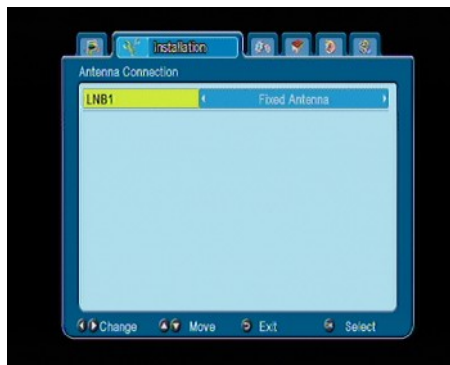 Installation
Antenna Connection
LNB1 Fixed Antenna
Change Move Exit Select